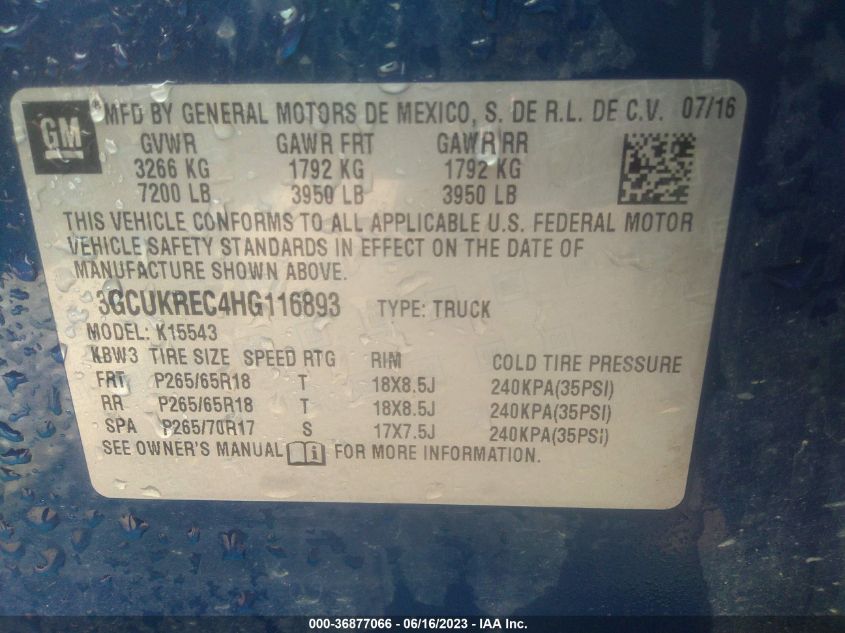 GM
MFD BY GENERAL MOTORS DE MEXICO, S. DE R.L. DE C.V. 07/16
GVWR GAWR FRT GAWR RR
3266 KG 1792 KG 1792 KG
7200 LB 3950 LB 3950 LB
THIS VEHICLE CONFORMS TO ALL APPLICABLE U.S. FEDERAL MOTOR
VEHICLE SAFETY STANDARDS IN EFFECT ON THE DATE OF
MANUFACTURE SHOWN ABOVE.
3GCUKREC4HG116893 TYPE: TRUCK
MODEL: K15543
KBW3 TIRE SIZE SPEED RTG RIM COLD TIRE PRESSURE
FRT P265/65R18 T 18X8.5J 240KPA(35PSI)
RR P265/65R18 T 18X8.5J 240KPA(35PSI)
SPA P265/70R17 S 17X7.5J 240KPA(35PSI)
SEE OWNER'S MANUAL i FOR MORE INFORMATION.
000-36877066 - 06/16/2023 - IAA Inc.